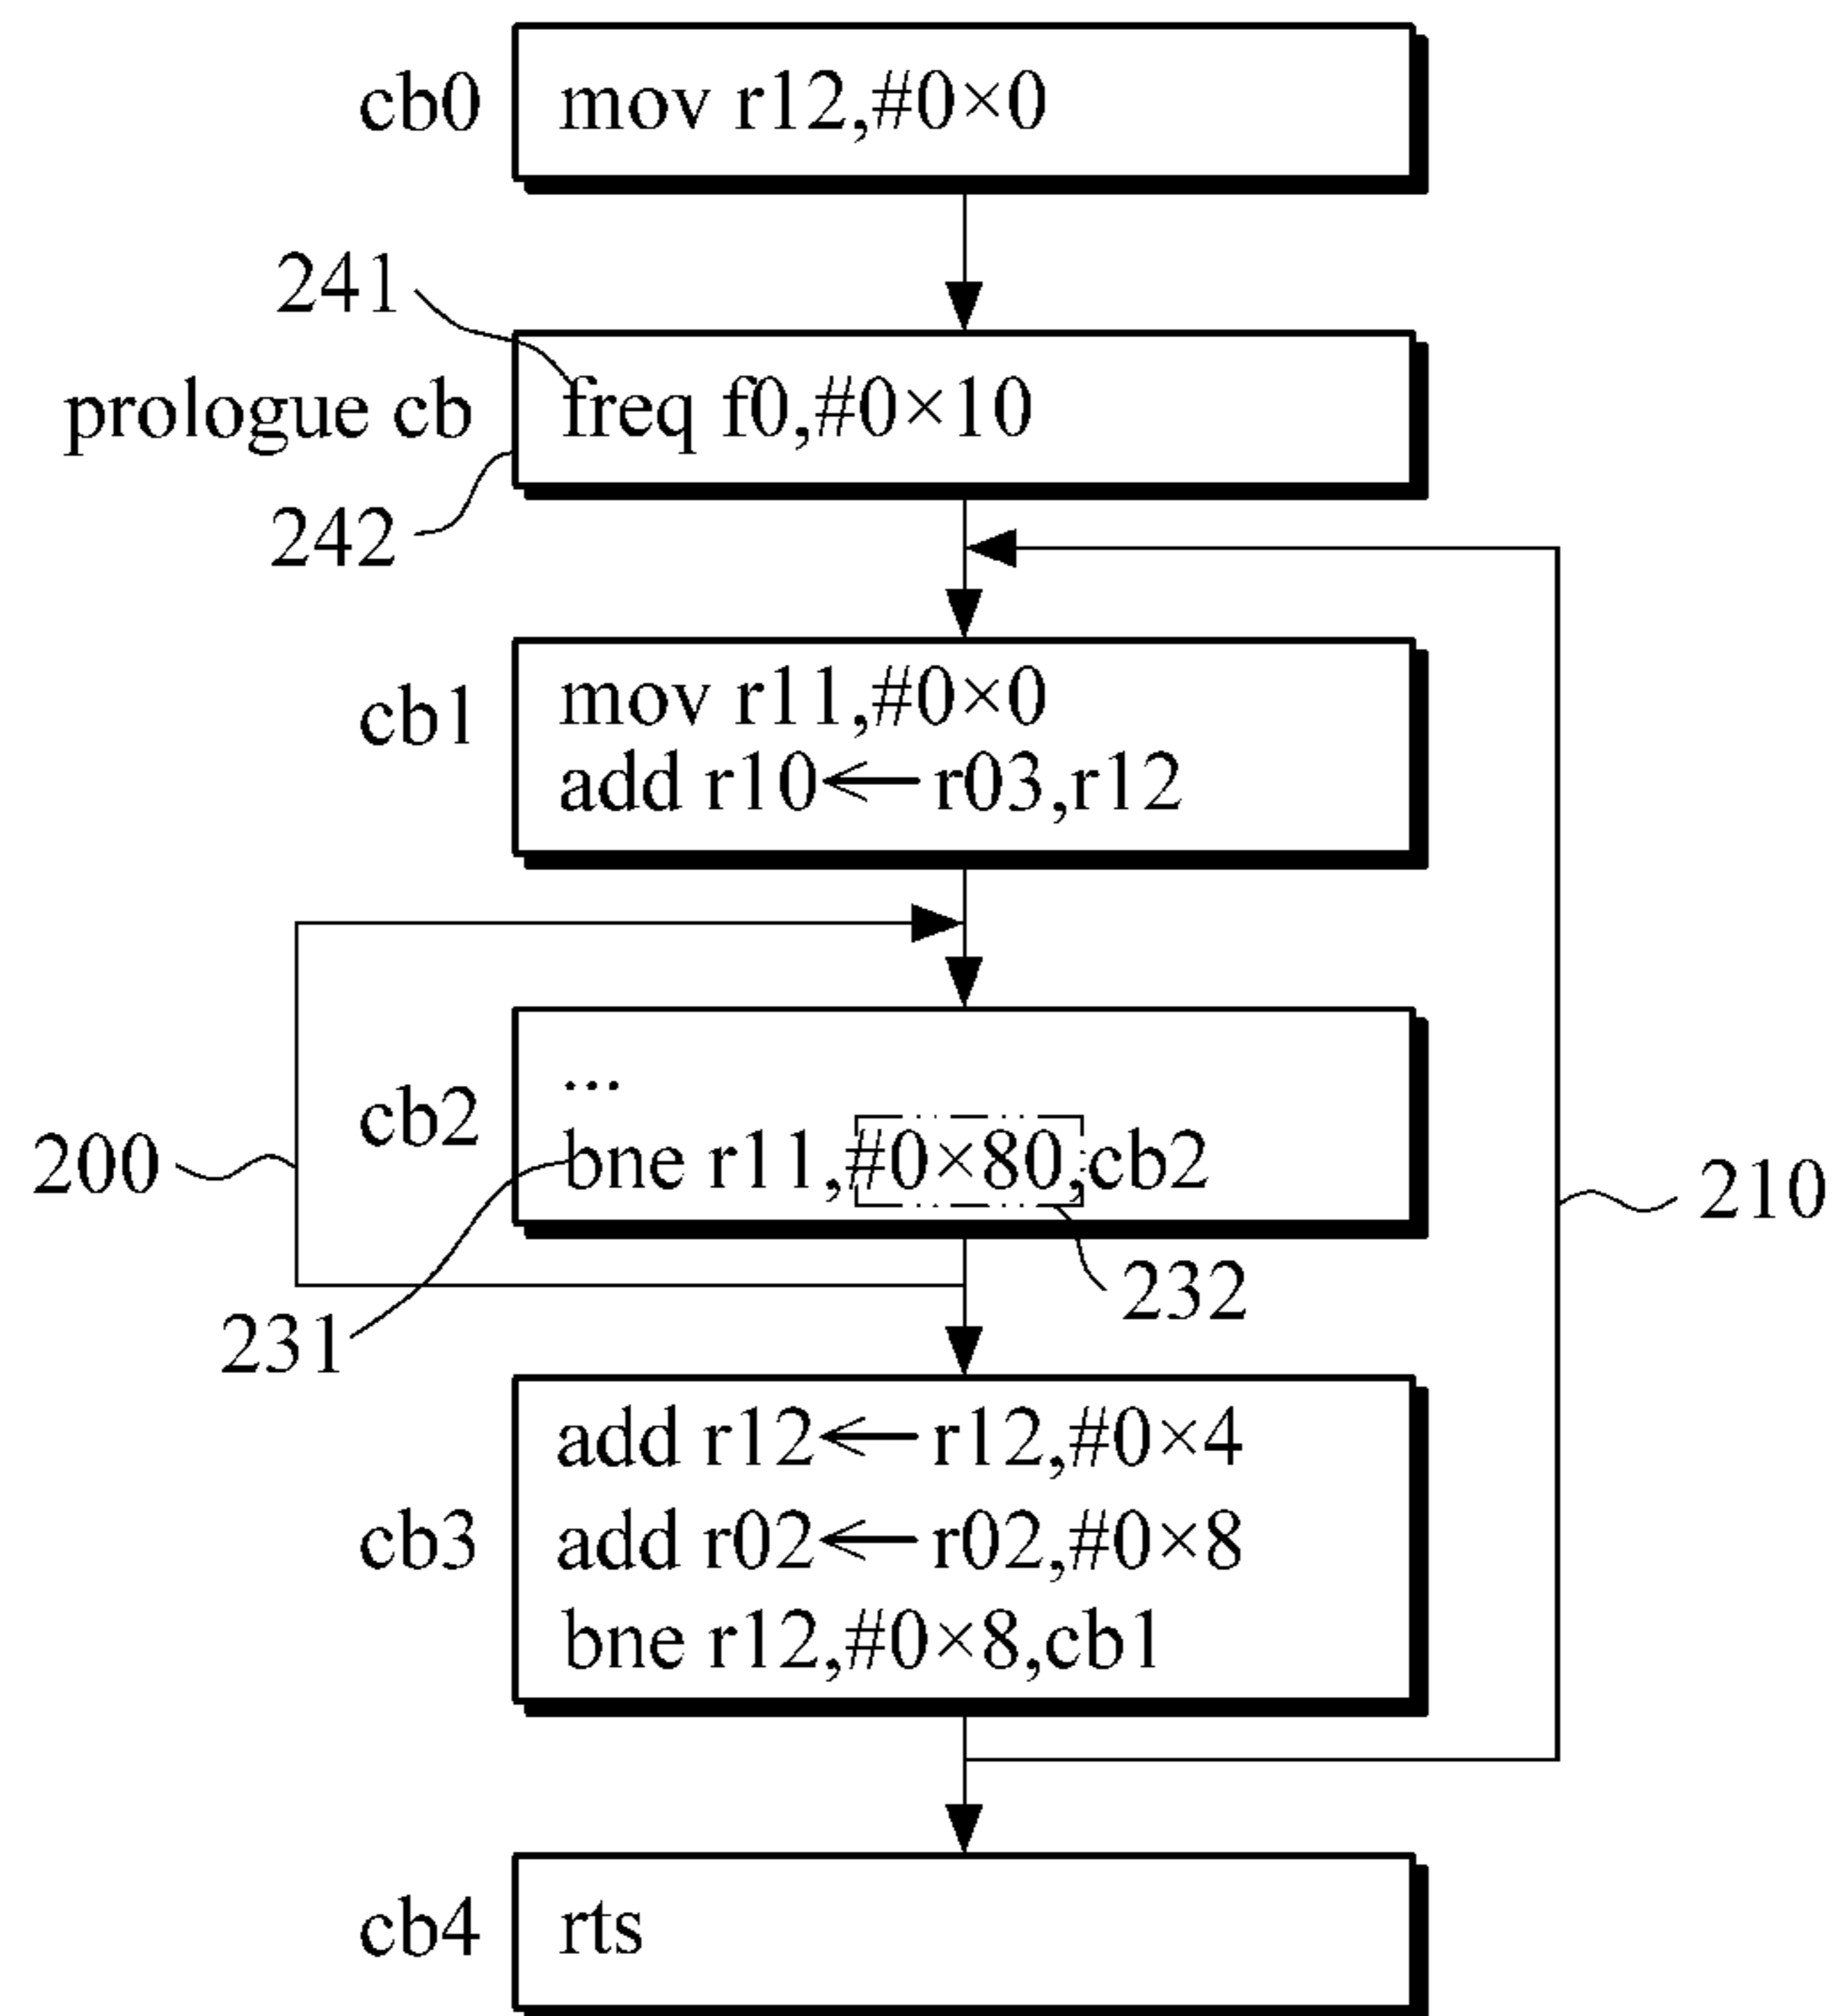 cb0
mov r12,#0×0
241
prologue cb
freq f0,#0×10
242
cb1
mov r11,#0×0
add r10←r03,r12
200
cb2
...
bne r11,#0×80,cb2
210
231
232
cb3
add r12←r12,#0×4
add r02←r02,#0×8
bne r12,#0×8,cb1
cb4
rts